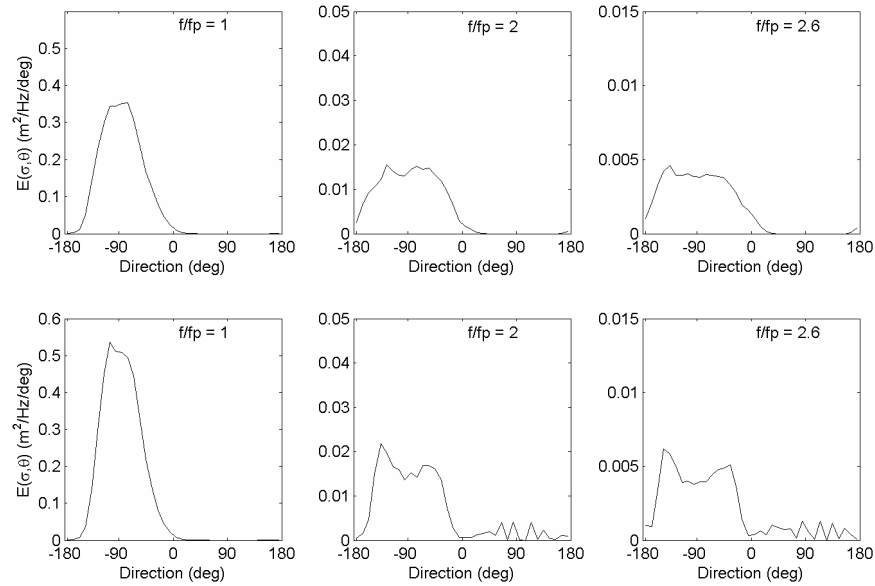 f/fp = 1
0.5
0.4
0.3
0.2
0.1
0
E(σ,θ) (m²/Hz/deg)
-180 -90 0 90 180
Direction (deg)
f/fp = 2
0.05
0.04
0.03
0.02
0.01
0
-180 -90 0 90 180
Direction (deg)
f/fp = 2.6
0.015
0.01
0.005
0
-180 -90 0 90 180
Direction (deg)
f/fp = 1
0.6
0.5
0.4
0.3
0.2
0.1
0
E(σ,θ) (m²/Hz/deg)
-180 -90 0 90 180
Direction (deg)
f/fp = 2
0.05
0.04
0.03
0.02
0.01
0
-180 -90 0 90 180
Direction (deg)
f/fp = 2.6
0.015
0.01
0.005
0
-180 -90 0 90 180
Direction (deg)